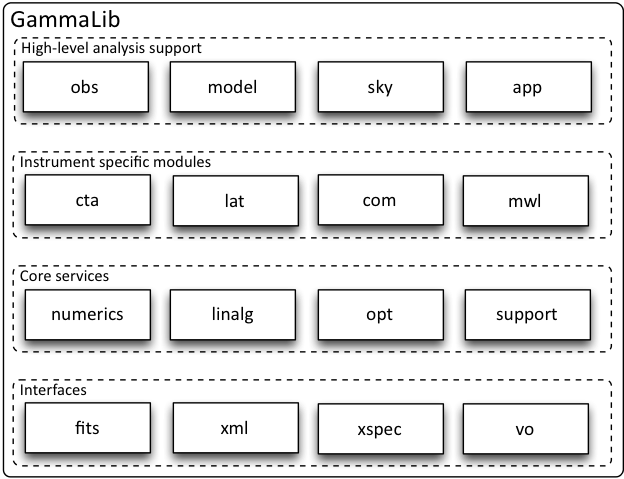 GammaLib
High-level analysis support
obs model sky app
Instrument specific modules
cta lat com mwl
Core services
numerics linalg opt support
Interfaces
fits xml xspec vo